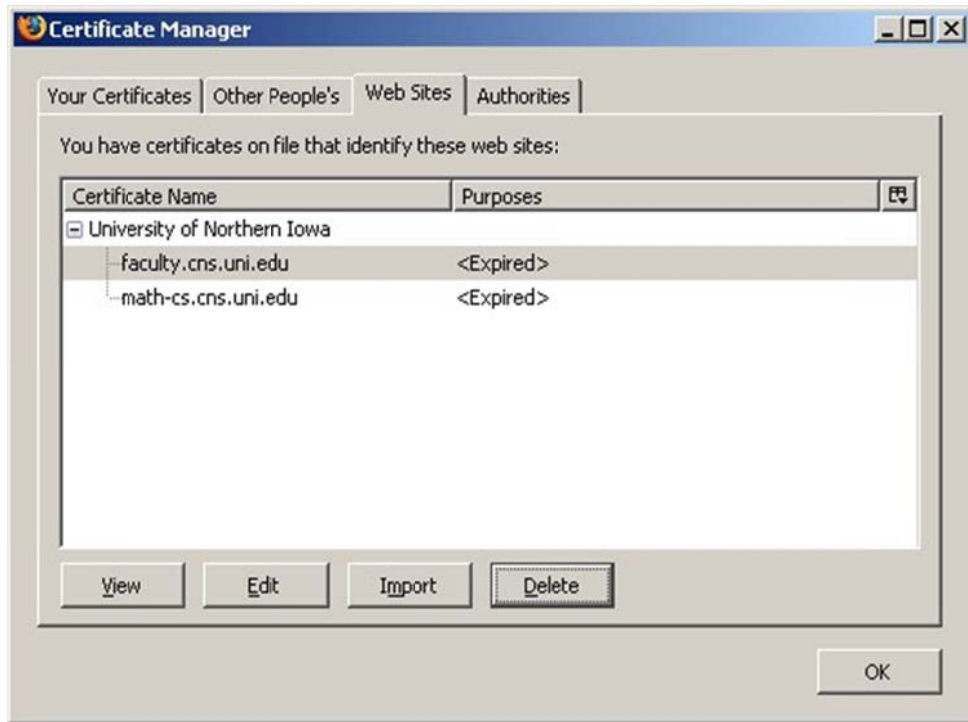 Certificate Manager
Your Certificates Other People's Web Sites Authorities
You have certificates on file that identify these web sites:
Certificate Name Purposes
University of Northern Iowa
faculty.cns.uni.edu <Expired>
math-cs.cns.uni.edu <Expired>
View Edit Import Delete
OK